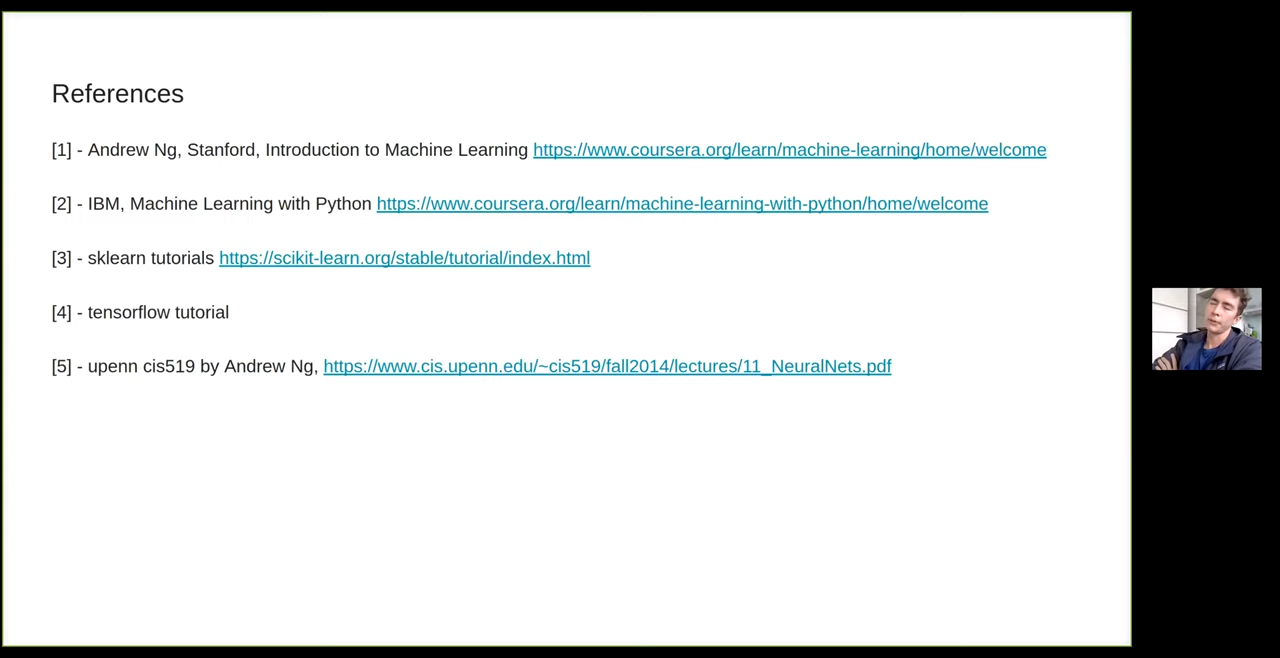 References
[1] - Andrew Ng, Stanford, Introduction to Machine Learning https://www.coursera.org/learn/machine-learning/home/welcome
[2] - IBM, Machine Learning with Python https://www.coursera.org/learn/machine-learning-with-python/home/welcome
[3] - sklearn tutorials https://scikit-learn.org/stable/tutorial/index.html
[4] - tensorflow tutorial
[5] - upenn cis519 by Andrew Ng, https://www.cis.upenn.edu/~cis519/fall2014/lectures/11_NeuralNets.pdf